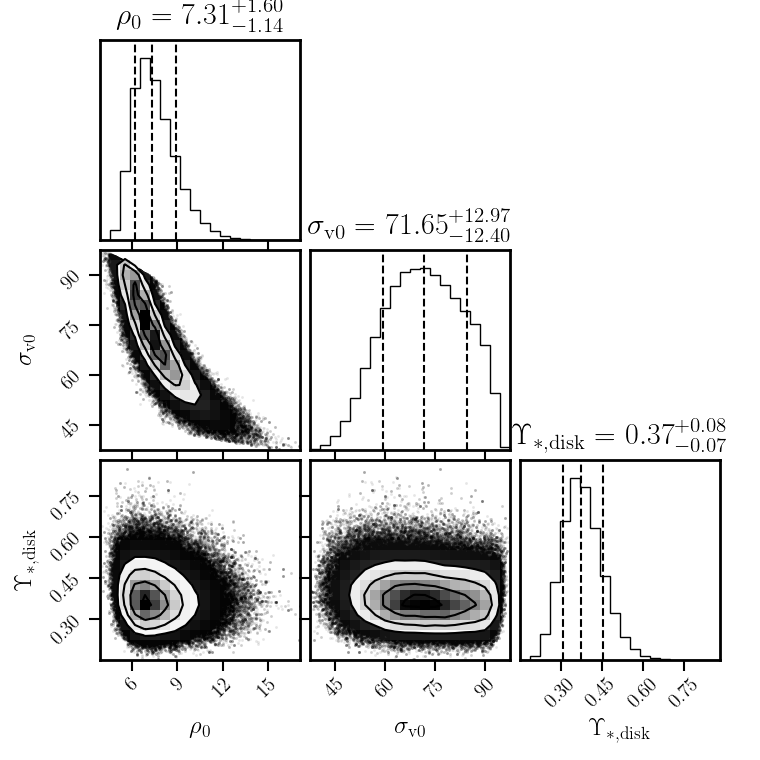 ρ₀ = 7.31⁺¹·⁶⁰₋₁.₁₄
σᵥ₀ = 71.65⁺¹²·⁹⁷₋₁₂.₄₀
90
75
60
45
σᵥ₀
ϒ*,disk = 0.37⁺⁰·⁰⁸₋₀.₀₇
0.75
0.60
0.45
0.30
ϒ*,disk
6 9 12 15
45 60 75 90
0.30 0.45 0.60 0.75
ρ₀
σᵥ₀
ϒ*,disk